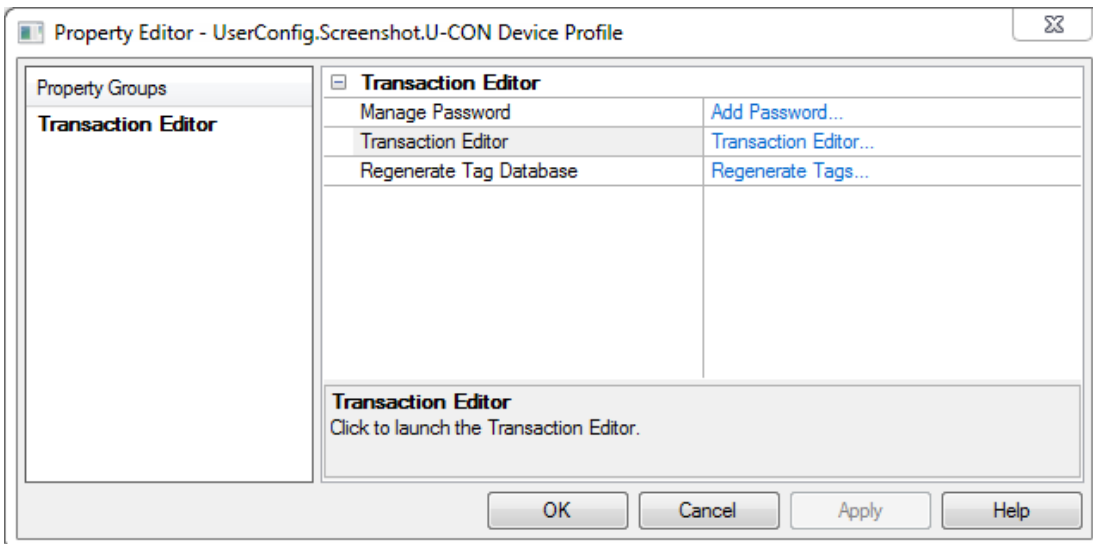 Property Editor - UserConfig.Screenshot.U-CON Device Profile
Property Groups
Transaction Editor
Transaction Editor
Manage Password Add Password...
Transaction Editor Transaction Editor...
Regenerate Tag Database Regenerate Tags...
Transaction Editor
Click to launch the Transaction Editor.
OK Cancel Apply Help